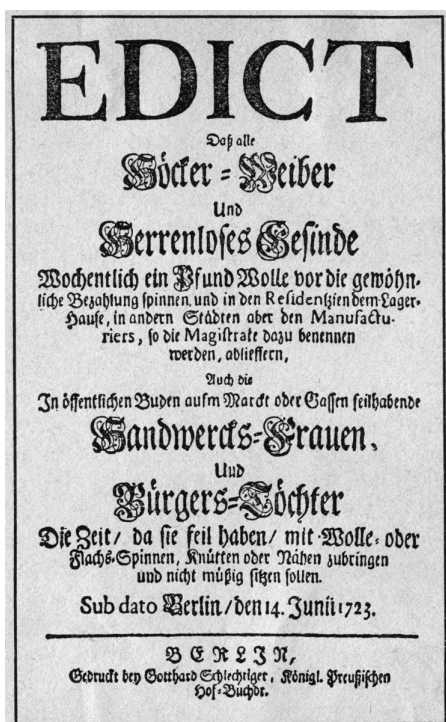 EDICT
Daß alle
Höcker-Weiber
Und
Herrenloses Gesinde
Wochentlich ein Pfund Wolle vor die gewöhn-
liche Bezahlung spinnen, und in den Residentzien dem Lager-
Hause, in andern Städten aber den Manufactu-
riers, so die Magistrate dazu benennen
werden, abliefern,
Auch die
In öffentlichen Buden aufm Marckt oder Gassen feilhabende
Handwercks-Frauen,
Und
Bürgers-Töchter
Die Zeit/ da sie feil haben/ mit Wolle- oder
Flachs-Spinnen, Knütten oder Nähen zubringen
und nicht müßig sitzen sollen.
Sub dato Berlin/ den 14. Junii 1723.
BERLIN,
Gedruckt bey Gotthard Schlechtiger, Königl. Preußischen
Hof-Buchdr.